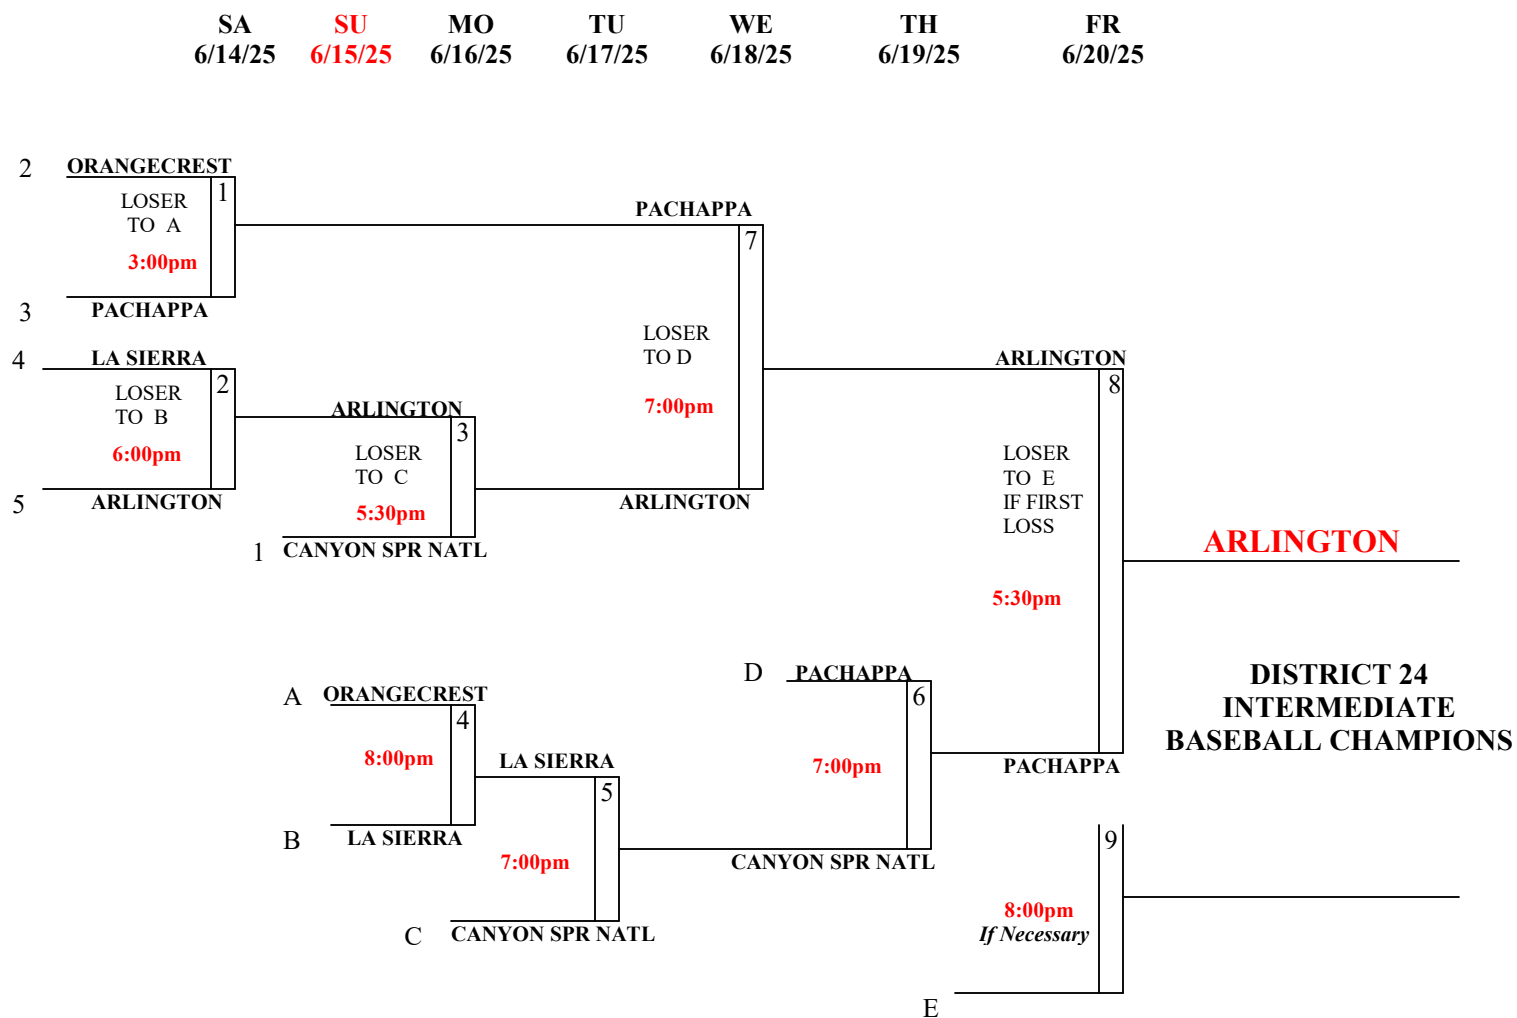 SA SU MO TU WE TH FR
6/14/25 6/15/25 6/16/25 6/17/25 6/18/25 6/19/25 6/20/25
2 ORANGECREST
1
LOSER
TO A
3:00pm
3 PACHAPPA
4 LA SIERRA
2
LOSER
TO B
6:00pm
5 ARLINGTON
ARLINGTON
3
LOSER
TO C
5:30pm
1 CANYON SPR NATL
PACHAPPA
7
LOSER
TO D
7:00pm
ARLINGTON
ARLINGTON
8
LOSER
TO E
IF FIRST
LOSS
5:30pm
PACHAPPA
ARLINGTON
DISTRICT 24
INTERMEDIATE
BASEBALL CHAMPIONS
A ORANGECREST
4
8:00pm
B LA SIERRA
LA SIERRA
5
7:00pm
C CANYON SPR NATL
D PACHAPPA
6
7:00pm
CANYON SPR NATL
9
8:00pm
If Necessary
E